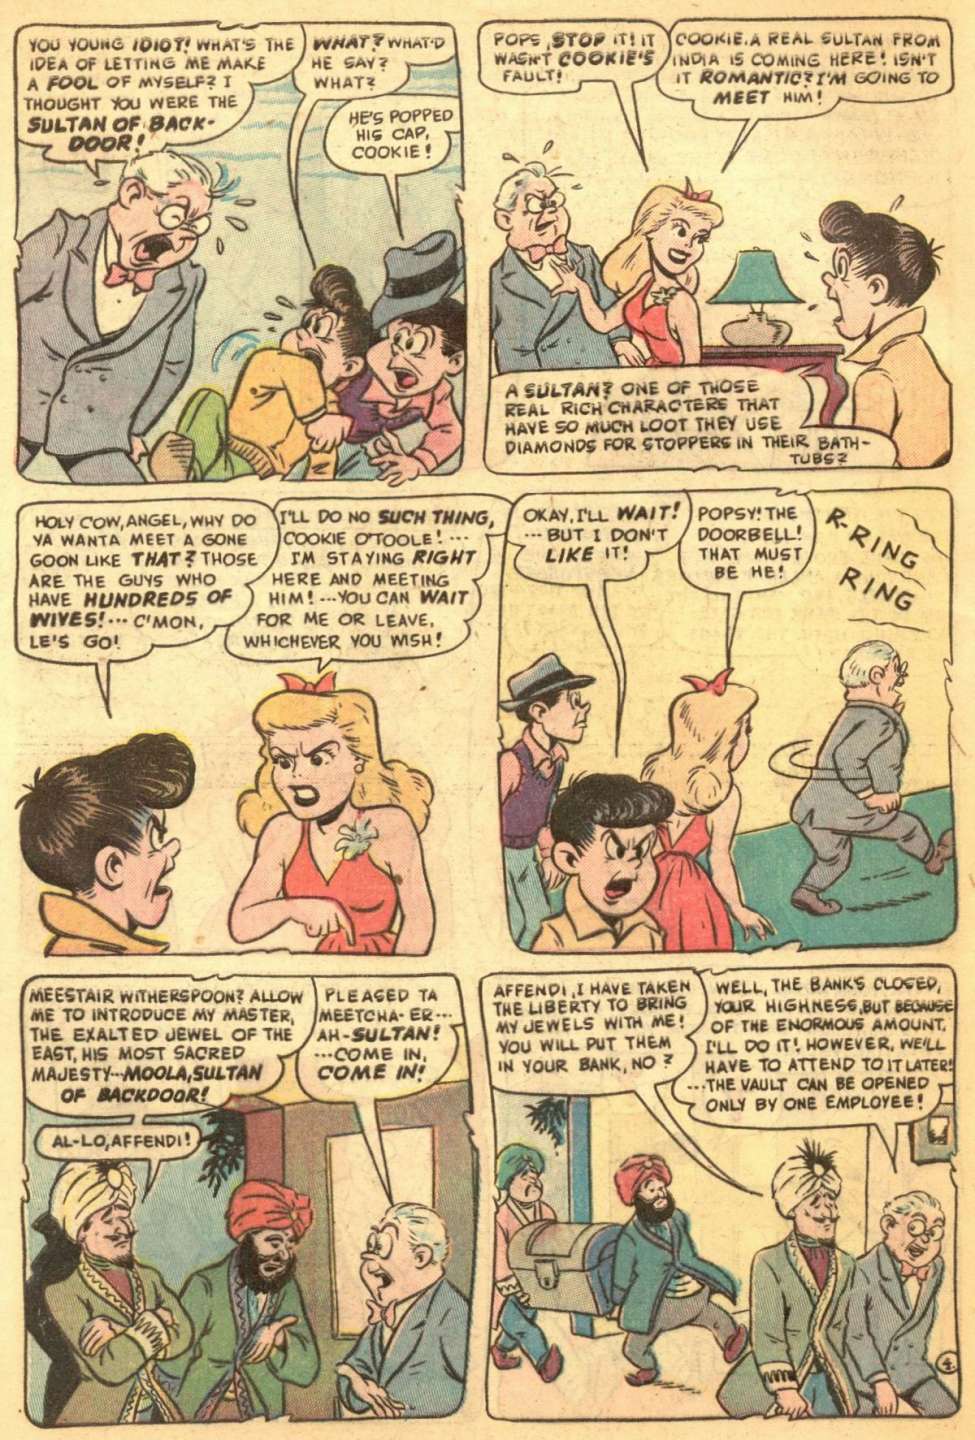 YOU YOUNG IDIOT! WHAT'S THE
IDEA OF LETTING ME MAKE
A FOOL OF MYSELF? I
THOUGHT YOU WERE THE
SULTAN OF BACK-
DOOR!
WHAT? WHAT'D
HE SAY?
WHAT?
HE'S POPPED
HIS CAP,
COOKIE!
POPS, STOP IT! IT
WASN'T COOKIE'S
FAULT!
COOKIE. A REAL SULTAN FROM
INDIA IS COMING HERE! ISN'T
IT ROMANTIC? I'M GOING TO
MEET HIM!
A SULTAN? ONE OF THOSE
REAL RICH CHARACTERS THAT
HAVE SO MUCH LOOT THEY USE
DIAMONDS FOR STOPPERS IN THEIR BATH-
TUBS?
HOLY COW, ANGEL, WHY DO
YA WANTA MEET A GONE
GOON LIKE THAT? THOSE
ARE THE GUYS WHO
HAVE HUNDREDS OF
WIVES!... C'MON,
LE'S GO!
I'LL DO NO SUCH THING,
COOKIE O'TOOLE!...
I'M STAYING RIGHT
HERE AND MEETING
HIM!...YOU CAN WAIT
FOR ME OR LEAVE,
WHICHEVER YOU WISH!
OKAY, I'LL WAIT!
...BUT I DON'T
LIKE IT!
POPSY! THE
DOORBELL!
THAT MUST
BE HE!
R-RING
RING
MEESTAIR WITHERSPOON? ALLOW
ME TO INTRODUCE MY MASTER,
THE EXALTED JEWEL OF THE
EAST, HIS MOST SACRED
MAJESTY--MOOLA, SULTAN
OF BACKDOOR!
AL-LO, AFFENDI!
PLEASED TA
MEETCHA-ER---
AH-SULTAN!
...COME IN,
COME IN!
AFFENDI, I HAVE TAKEN
THE LIBERTY TO BRING
MY JEWELS WITH ME!
YOU WILL PUT THEM
IN YOUR BANK, NO?
WELL, THE BANK'S CLOSED,
YOUR HIGHNESS, BUT BECAUSE
OF THE ENORMOUS AMOUNT,
I'LL DO IT! HOWEVER, WE'LL
HAVE TO ATTEND TO IT LATER!
...THE VAULT CAN BE OPENED
ONLY BY ONE EMPLOYEE!
4